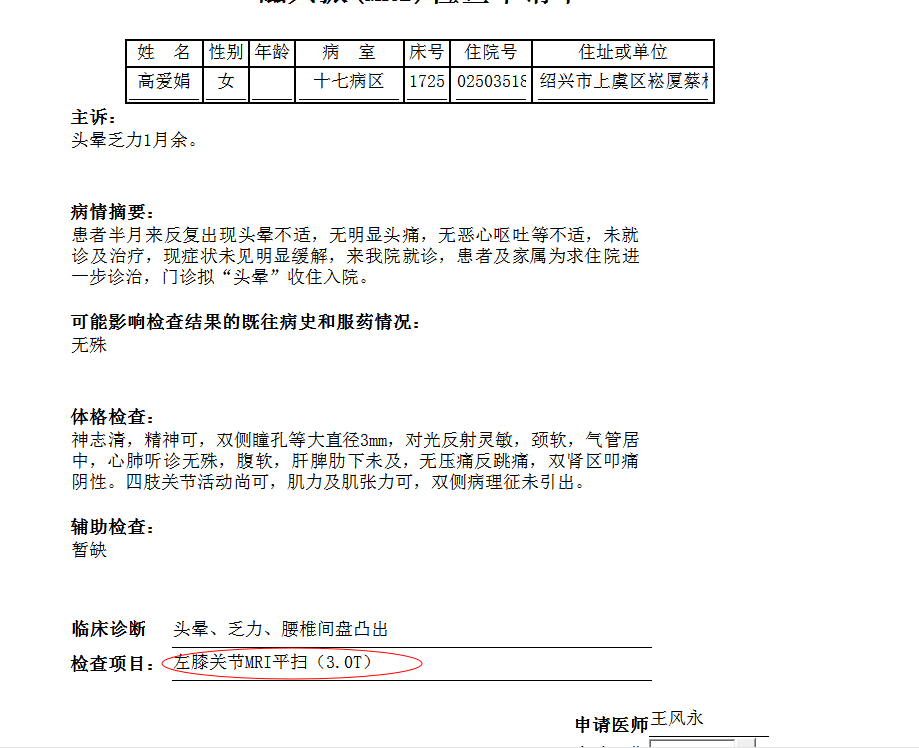 姓 名 性别 年龄 病 室 床号 住院号 住址或单位
高爱娟 女 十七病区 1725 02503518 绍兴市上虞区崧厦蔡
主诉：
头晕乏力1月余。
病情摘要：
患者半月来反复出现头晕不适，无明显头痛，无恶心呕吐等不适，未就
诊及治疗，现症状未见明显缓解，来我院就诊，患者及家属为求住院进
一步诊治，门诊拟“头晕”收住入院。
可能影响检查结果的既往病史和服药情况：
无殊
体格检查：
神志清，精神可，双侧瞳孔等大直径3mm，对光反射灵敏，颈软，气管居
中，心肺听诊无殊，腹软，肝脾肋下未及，无压痛反跳痛，双肾区叩痛
阴性。四肢关节活动尚可，肌力及肌张力可，双侧病理征未引出。
辅助检查：
暂缺
临床诊断 头晕、乏力、腰椎间盘凸出
检查项目：左膝关节MRI平扫（3.0T）
申请医师 王风永